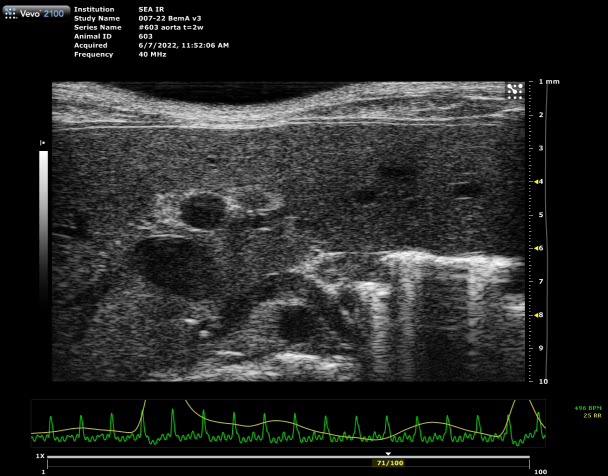 Vevo 2100
Institution SEA IR
Study Name 007-22 BemA v3
Series Name #603 aorta t=2w
Animal ID 603
Acquired 6/7/2022, 11:52:06 AM
Frequency 40 MHz
1 mm
2
3
4
5
6
7
8
9
10
496 BPM
25 RR
1X
71/100
1 100